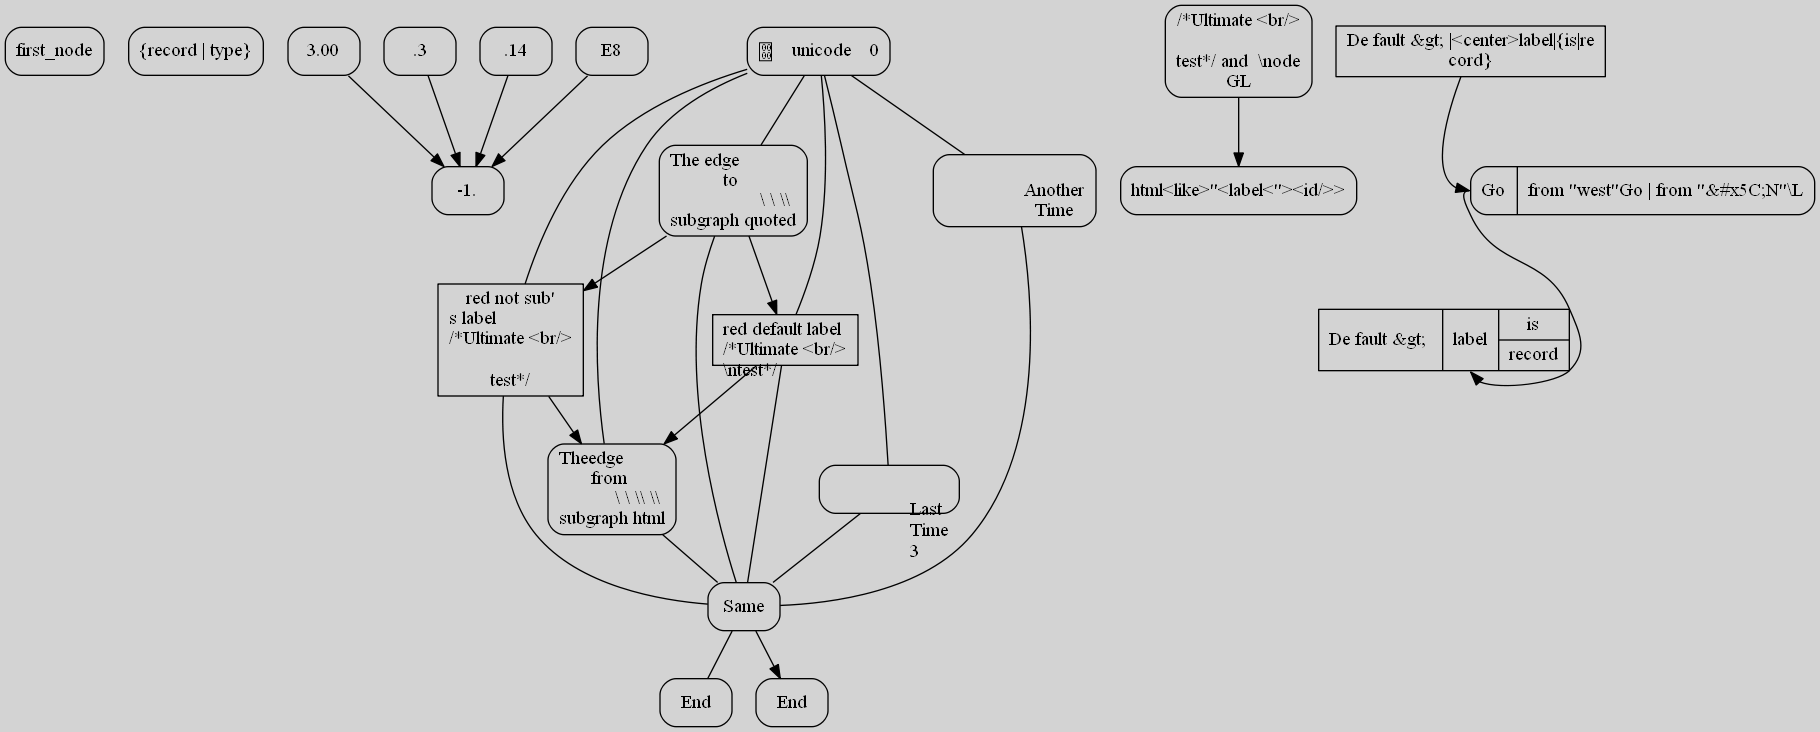 first_node
{record | type}
3.00
.3
.14
E8
unicode 0
/*Ultimate <br/>
test*/ and \node
GL
De fault &gt; |<center>label|{is|re
cord}
-1.
The edge
to
\ \ \\
subgraph quoted
Another
Time
html<like>"<label<"><id/>>
Go
from "west"Go | from "&#x5C;N"\L
red not sub'
s label
/*Ultimate <br/>
test*/
red default label
/*Ultimate <br/>
\ntest*/
De fault &gt;
label
is
record
Theedge
from
\ \ \\ \\
subgraph html
Last
Time
3
Same
End
End